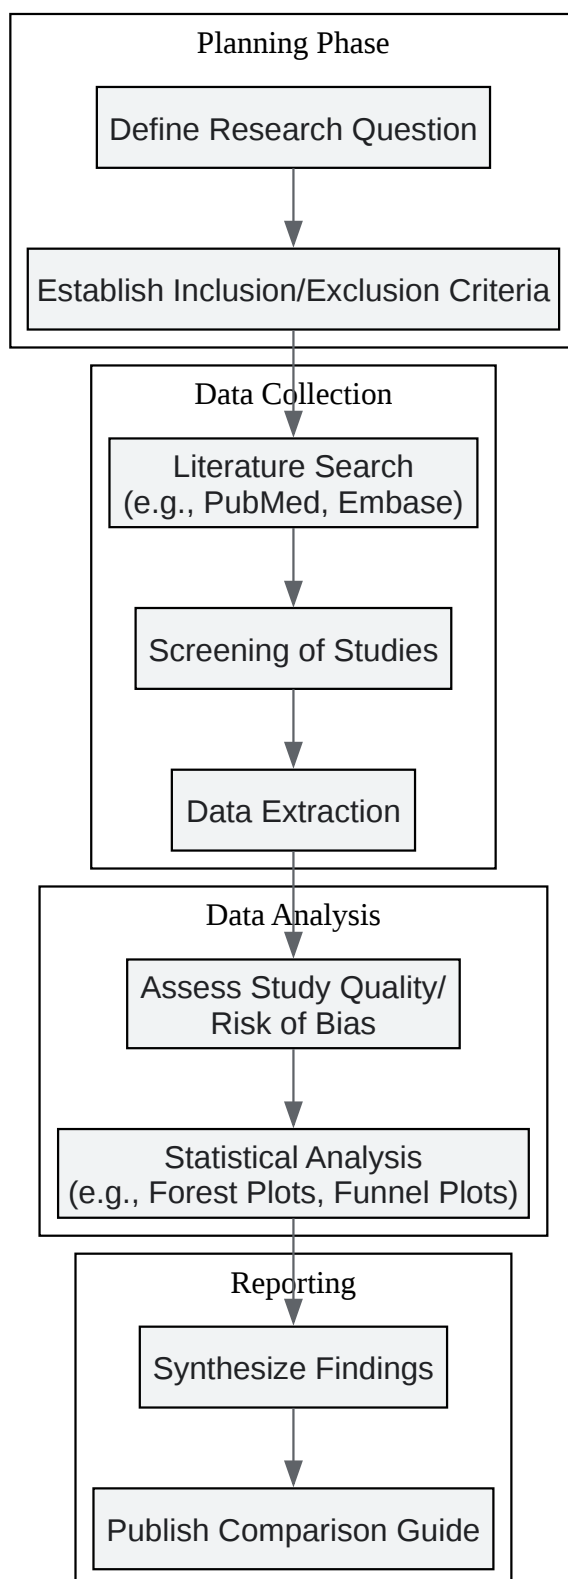 Planning Phase
Define Research Question
Establish Inclusion/Exclusion Criteria
Data Collection
Literature Search
(e.g., PubMed, Embase)
Screening of Studies
Data Extraction
Data Analysis
Assess Study Quality/
Risk of Bias
Statistical Analysis
(e.g., Forest Plots, Funnel Plots)
Reporting
Synthesize Findings
Publish Comparison Guide